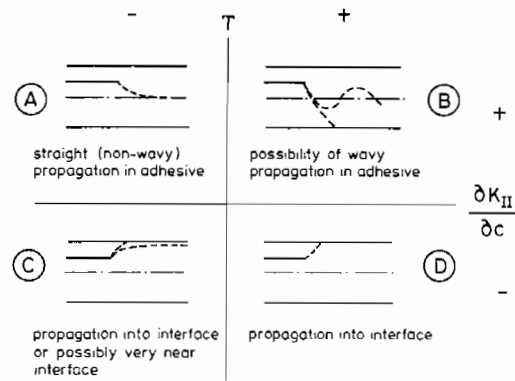 - T +
A
B
straight (non-wavy)
propagation in adhesive
possibility of wavy
propagation in adhesive
+
∂K_II
∂c
C
D
-
propagation into interface
or possibly very near
interface
propagation into interface